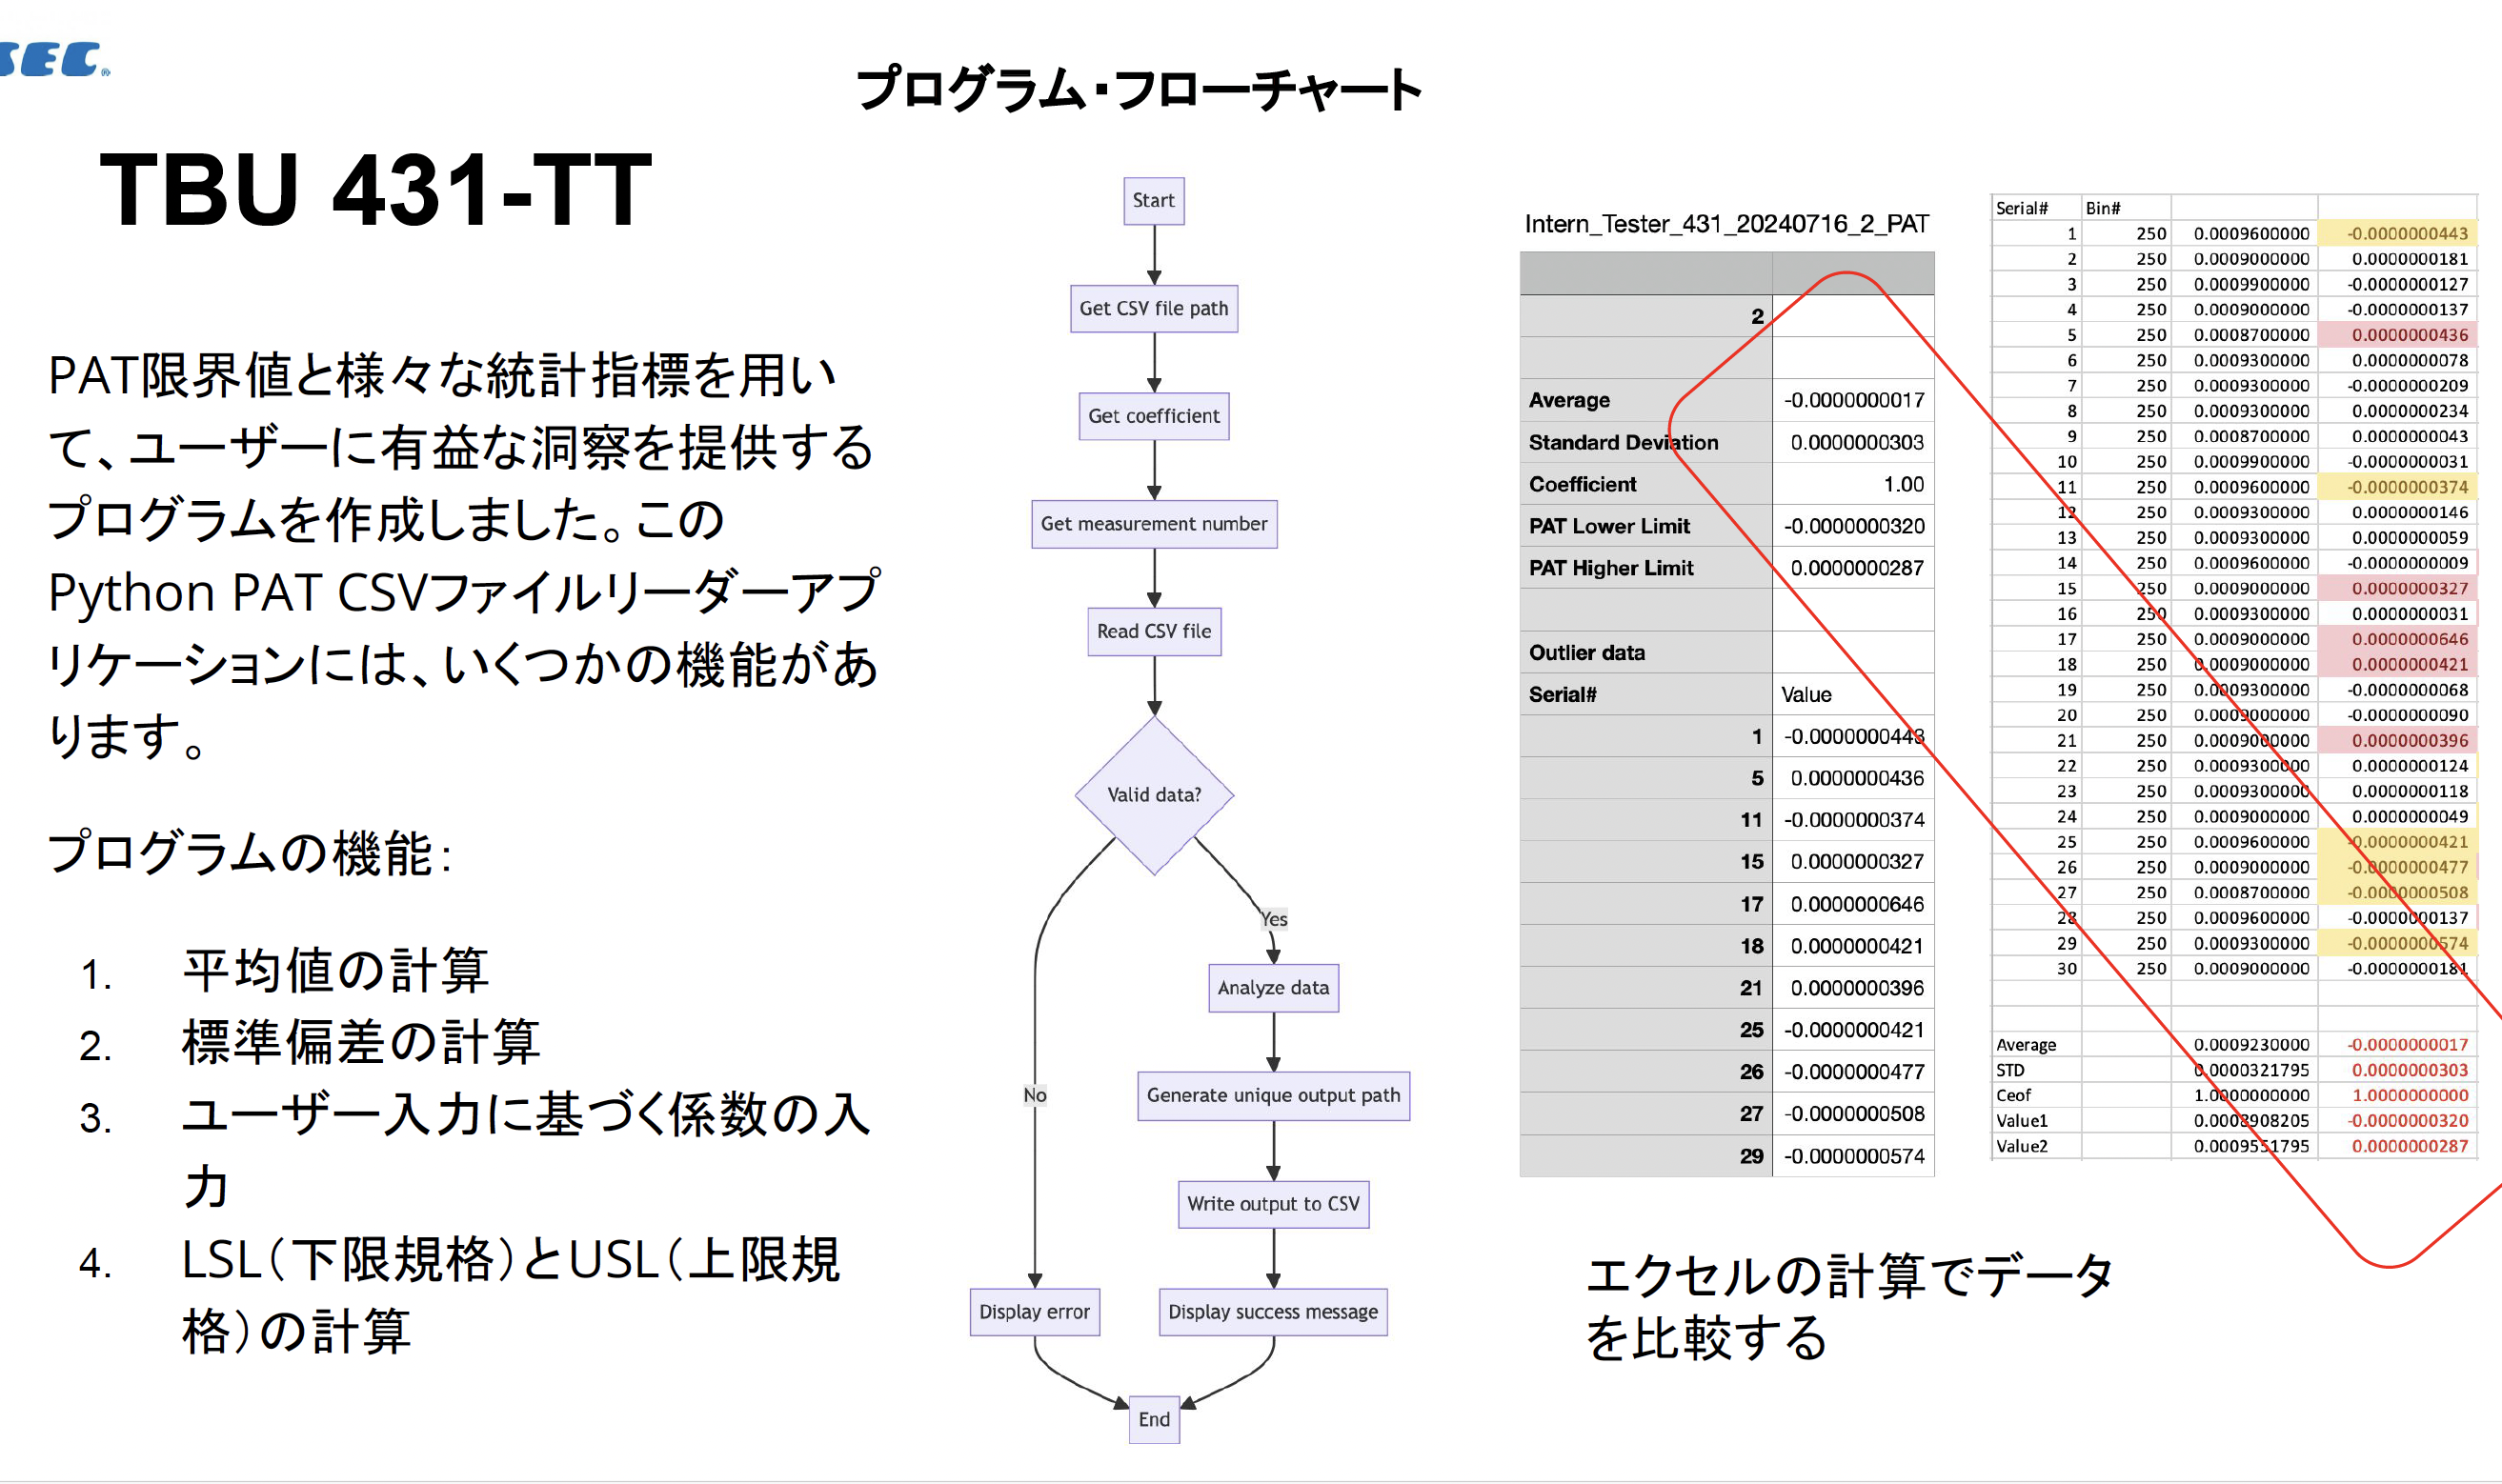 SEC®
プログラム・フローチャート
TBU 431-TT
PAT限界値と様々な統計指標を用い
て、ユーザーに有益な洞察を提供する
プログラムを作成しました。この
Python PAT CSVファイルリーダーアプ
リケーションには、いくつかの機能があ
ります。
プログラムの機能：
1. 平均値の計算
2. 標準偏差の計算
3. ユーザー入力に基づく係数の入
力
4. LSL（下限規格）とUSL（上限規
格）の計算
Start
Get CSV file path
Get coefficient
Get measurement number
Read CSV file
Valid data?
Yes
No
Analyze data
Generate unique output path
Write output to CSV
Display error
Display success message
End
Intern_Tester_431_20240716_2_PAT
2
Average -0.0000000017
Standard Deviation 0.0000000303
Coefficient 1.00
PAT Lower Limit -0.0000000320
PAT Higher Limit 0.0000000287
Outlier data
Serial# Value
1 -0.0000000443
5 0.0000000436
11 -0.0000000374
15 0.0000000327
17 0.0000000646
18 0.0000000421
21 0.0000000396
25 -0.0000000421
26 -0.0000000477
27 -0.0000000508
29 -0.0000000574
Serial# Bin#
1 250 0.0009600000 -0.0000000443
2 250 0.0009000000 0.0000000181
3 250 0.0009900000 -0.0000000127
4 250 0.0009000000 -0.0000000137
5 250 0.0008700000 0.0000000436
6 250 0.0009300000 0.0000000078
7 250 0.0009300000 -0.0000000209
8 250 0.0009300000 0.0000000234
9 250 0.0008700000 0.0000000043
10 250 0.0009900000 -0.0000000031
11 250 0.0009600000 -0.0000000374
12 250 0.0009300000 0.0000000146
13 250 0.0009300000 0.0000000059
14 250 0.0009600000 -0.0000000009
15 250 0.0009000000 0.0000000327
16 250 0.0009300000 0.0000000031
17 250 0.0009000000 0.0000000646
18 250 0.0009000000 0.0000000421
19 250 0.0009300000 -0.0000000068
20 250 0.0009000000 -0.0000000090
21 250 0.0009000000 0.0000000396
22 250 0.0009300000 0.0000000124
23 250 0.0009300000 0.0000000118
24 250 0.0009000000 0.0000000049
25 250 0.0009600000 -0.0000000421
26 250 0.0009000000 -0.0000000477
27 250 0.0008700000 -0.0000000508
28 250 0.0009600000 -0.0000000137
29 250 0.0009300000 -0.0000000574
30 250 0.0009000000 -0.0000000181
Average 0.0009230000 -0.0000000017
STD 0.0000321795 0.0000000303
Ceof 1.0000000000 1.0000000000
Value1 0.0008908205 -0.0000000320
Value2 0.0009551795 0.0000000287
エクセルの計算でデータ
を比較する